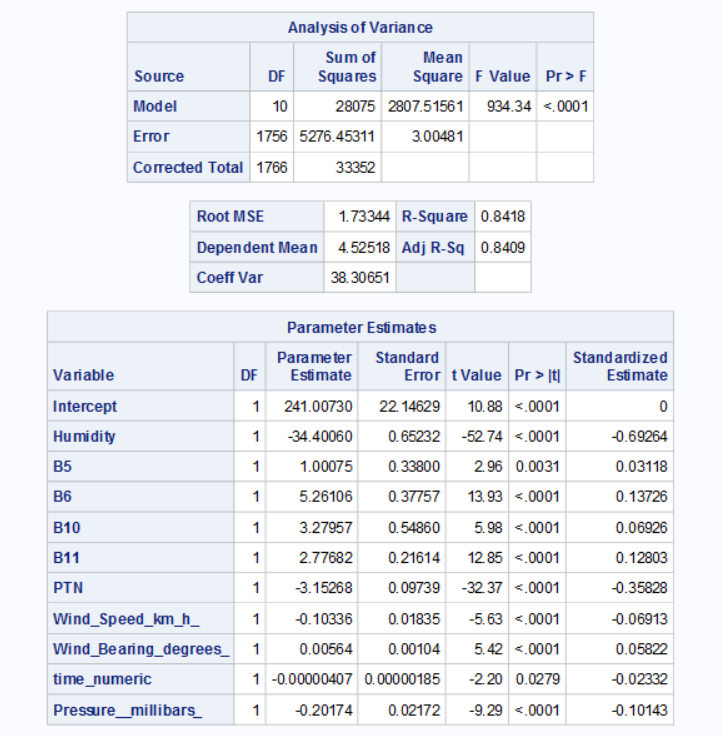 Analysis of Variance
Source DF Sum of Squares Mean Square F Value Pr > F
Model 10 28075 2807.51561 934.34 <.0001
Error 1756 5276.45311 3.00481
Corrected Total 1766 33352
Root MSE 1.73344 R-Square 0.8418
Dependent Mean 4.52518 Adj R-Sq 0.8409
Coeff Var 38.30651
Parameter Estimates
Variable DF Parameter Estimate Standard Error t Value Pr > |t| Standardized Estimate
Intercept 1 241.00730 22.14629 10.88 <.0001 0
Humidity 1 -34.40060 0.65232 -52.74 <.0001 -0.69264
B5 1 1.00075 0.33800 2.96 0.0031 0.03118
B6 1 5.26106 0.37757 13.93 <.0001 0.13726
B10 1 3.27957 0.54860 5.98 <.0001 0.06926
B11 1 2.77682 0.21614 12.85 <.0001 0.12803
PTN 1 -3.15268 0.09739 -32.37 <.0001 -0.35828
Wind_Speed_km_h_ 1 -0.10336 0.01835 -5.63 <.0001 -0.06913
Wind_Bearing_degrees_ 1 0.00564 0.00104 5.42 <.0001 0.05822
time_numeric 1 -0.00000407 0.00000185 -2.20 0.0279 -0.02332
Pressure__millibars_ 1 -0.20174 0.02172 -9.29 <.0001 -0.10143